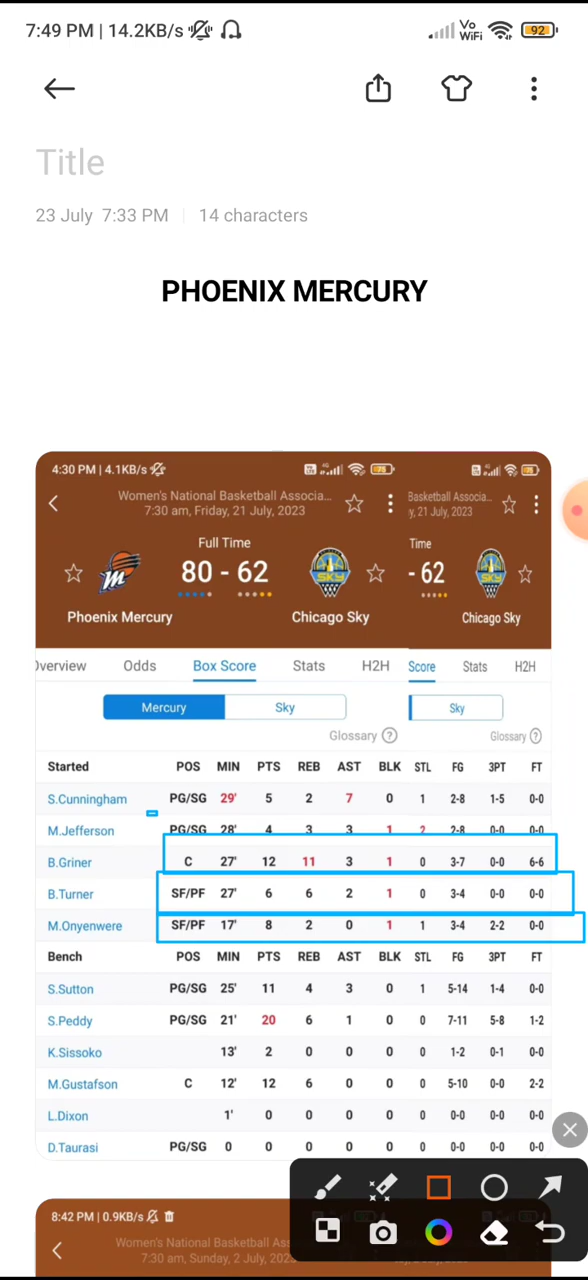 7:49 PM | 14.2KB/s Vo WiFi 92
Title
23 July 7:33 PM | 14 characters
PHOENIX MERCURY
4:30 PM | 4.1KB/s 75
Women's National Basketball Associa... Basketball Associa...
7:30 am, Friday, 21 July, 2023 y, 21 July, 2023
Full Time Time
80 - 62 - 62
Phoenix Mercury Chicago Sky Chicago Sky
Overview Odds Box Score Stats H2H Score Stats H2H
Mercury Sky Sky
Glossary ? Glossary ?
Started POS MIN PTS REB AST BLK STL FG 3PT FT
S.Cunningham PG/SG 29' 5 2 7 0 1 2-8 1-5 0-0
M.Jefferson PG/SG 28' 4 3 3 1 2 2-8 0-0 0-0
B.Griner C 27' 12 11 3 1 0 3-7 0-0 6-6
B.Turner SF/PF 27' 6 6 2 1 0 3-4 0-0 0-0
M.Onyenwere SF/PF 17' 8 2 0 1 1 3-4 2-2 0-0
Bench POS MIN PTS REB AST BLK STL FG 3PT FT
S.Sutton PG/SG 25' 11 4 3 0 1 5-14 1-4 0-0
S.Peddy PG/SG 21' 20 6 1 0 0 7-11 5-8 1-2
K.Sissoko 13' 2 0 0 0 0 1-2 0-1 0-0
M.Gustafson C 12' 12 6 0 0 0 5-10 0-0 2-2
L.Dixon 1' 0 0 0 0 0 0-0 0-0 0-0
D.Taurasi PG/SG 0 0 0 0 0 0 0-0 0-0 0-0
8:42 PM | 0.9KB/s
Women's National Basketball Ass
7:30 am, Sunday, 2 July, 202